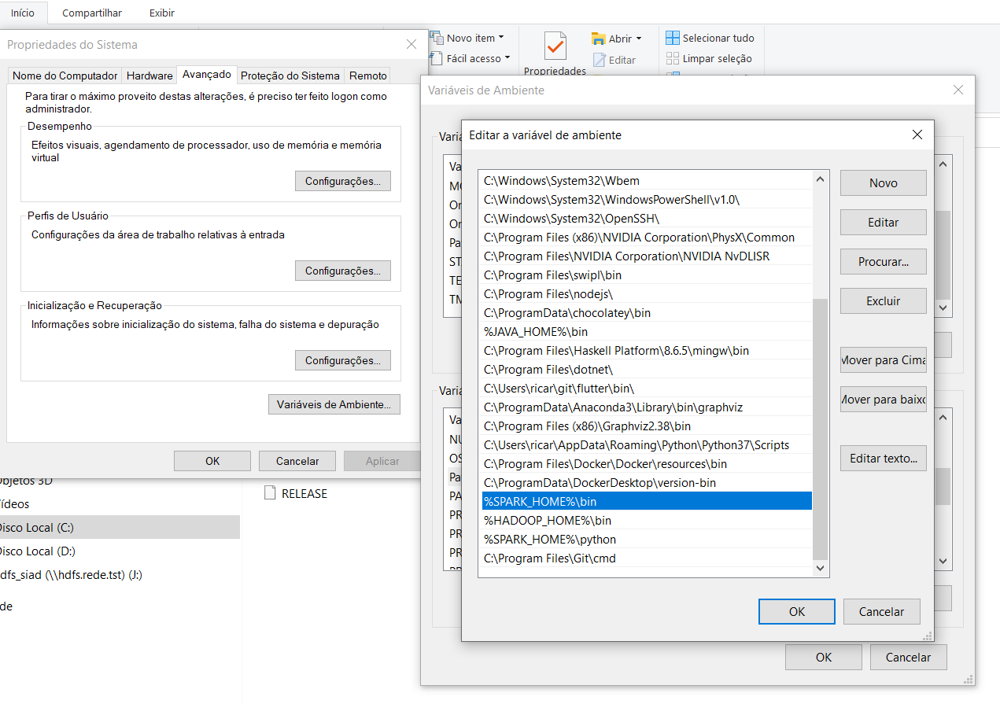 Início
Compartilhar
Exibir
Novo item
Fácil acesso
Propriedades
Abrir
Editar
Selecionar tudo
Limpar seleção
Propriedades do Sistema
Nome do Computador
Hardware
Avançado
Proteção do Sistema
Remoto
Para tirar o máximo proveito destas alterações, é preciso ter feito logon como
administrador.
Desempenho
Efeitos visuais, agendamento de processador, uso de memória e memória
virtual
Configurações...
Perfis de Usuário
Configurações da área de trabalho relativas à entrada
Configurações...
Inicialização e Recuperação
Informações sobre inicialização do sistema, falha do sistema e depuração
Configurações...
Variáveis de Ambiente...
OK
Cancelar
Aplicar
bjetos 3D
ídeos
isco Local (C:)
isco Local (D:)
dfs_siad (\\hdfs.rede.tst) (J:)
de
RELEASE
Variáveis de Ambiente
Variá
Va
Or
Or
Pa
ST
TE
Variá
Va
NU
OS
Pa
PA
PR
PR
PR
OK
Cancelar
Editar a variável de ambiente
C:\Windows\System32\Wbem
C:\Windows\System32\WindowsPowerShell\v1.0\
C:\Windows\System32\OpenSSH\
C:\Program Files (x86)\NVIDIA Corporation\PhysX\Common
C:\Program Files\NVIDIA Corporation\NVIDIA NvDLISR
C:\Program Files\swipl\bin
C:\Program Files\nodejs\
C:\ProgramData\chocolatey\bin
%JAVA_HOME%\bin
C:\Program Files\Haskell Platform\8.6.5\mingw\bin
C:\Program Files\dotnet\
C:\Users\ricar\git\flutter\bin\
C:\ProgramData\Anaconda3\Library\bin\graphviz
C:\Program Files (x86)\Graphviz2.38\bin
C:\Users\ricar\AppData\Roaming\Python\Python37\Scripts
C:\Program Files\Docker\Docker\resources\bin
C:\ProgramData\DockerDesktop\version-bin
%SPARK_HOME%\bin
%HADOOP_HOME%\bin
%SPARK_HOME%\python
C:\Program Files\Git\cmd
Novo
Editar
Procurar...
Excluir
Mover para Cima
Mover para baixo
Editar texto...
OK
Cancelar